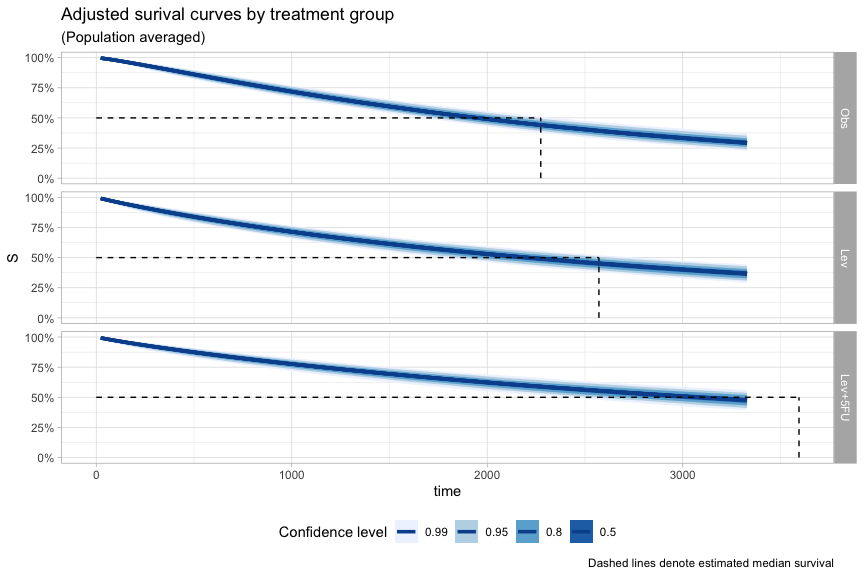 Adjusted surival curves by treatment group
(Population averaged)
100%
75%
50%
25%
0%
Obs
100%
75%
50%
25%
0%
Lev
100%
75%
50%
25%
0%
Lev+5FU
S
0 1000 2000 3000
time
Confidence level 0.99 0.95 0.8 0.5
Dashed lines denote estimated median survival